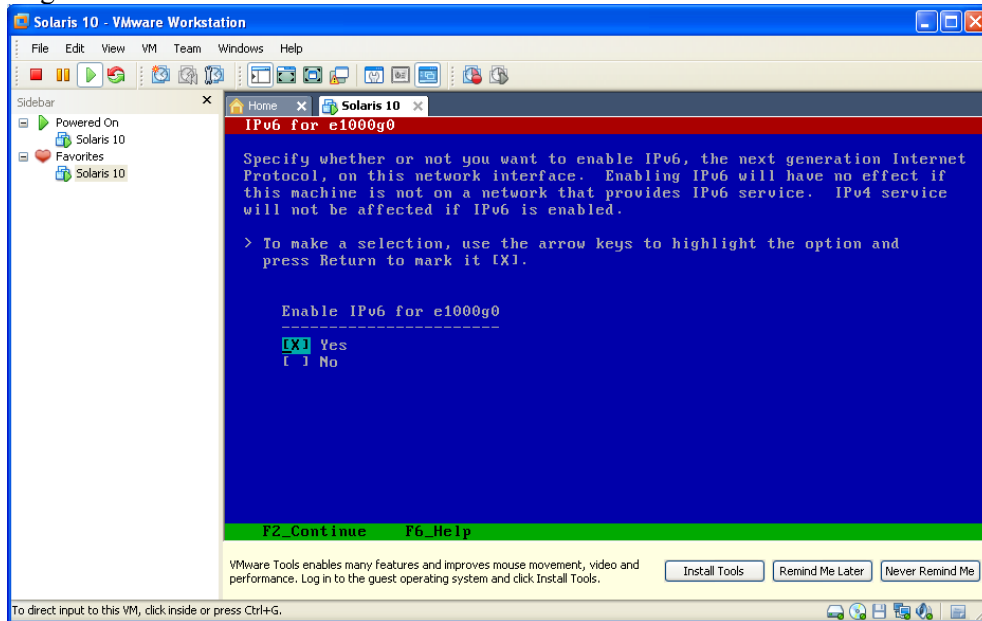 Solaris 10 - VMware Workstation
File Edit View VM Team Windows Help
Sidebar
Powered On
Solaris 10
Favorites
Solaris 10
Home Solaris 10
IPv6 for e1000g0
Specify whether or not you want to enable IPv6, the next generation Internet
Protocol, on this network interface. Enabling IPv6 will have no effect if
this machine is not on a network that provides IPv6 service. IPv4 service
will not be affected if IPv6 is enabled.
> To make a selection, use the arrow keys to highlight the option and
press Return to mark it [X].
Enable IPv6 for e1000g0
-----------------------
[X] Yes
[ ] No
F2_Continue F6_Help
VMware Tools enables many features and improves mouse movement, video and
performance. Log in to the guest operating system and click Install Tools.
Install Tools Remind Me Later Never Remind Me
To direct input to this VM, click inside or press Ctrl+G.